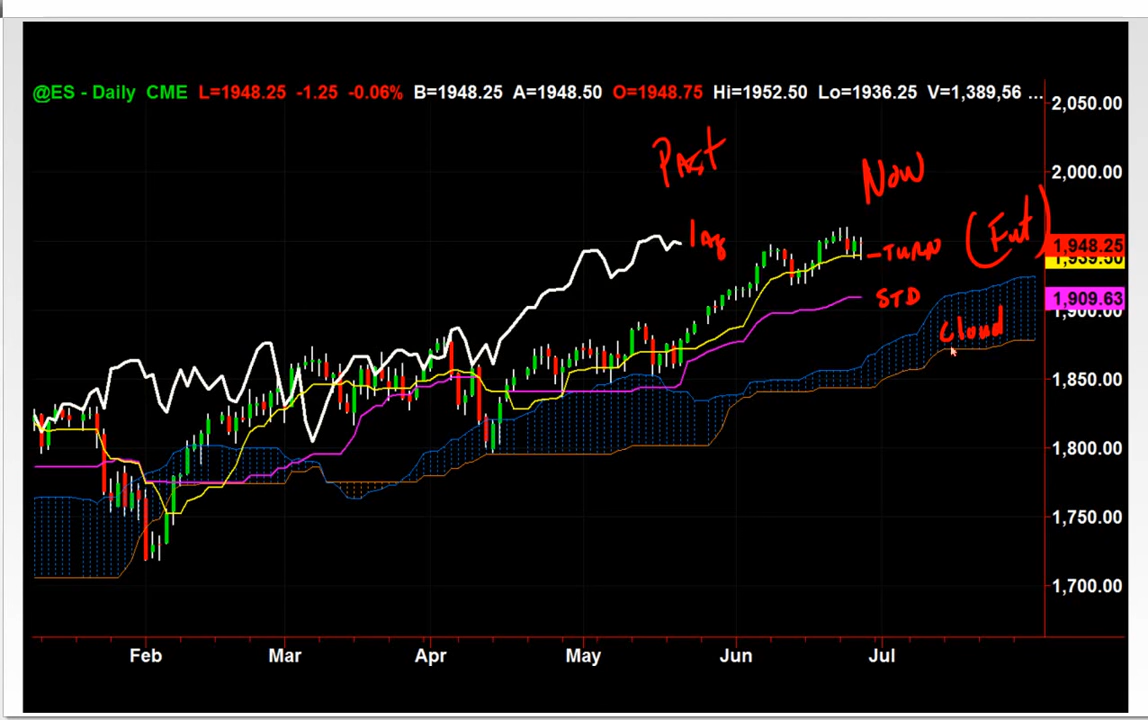 @ES - Daily CME L=1948.25 -1.25 -0.06% B=1948.25 A=1948.50 O=1948.75 Hi=1952.50 Lo=1936.25 V=1,389,56 ...
2,050.00
Past
2,000.00
Now
(Fut)
lag
1,948.25
TURN
STD
1,909.63
1,900.00
Cloud
1,850.00
1,800.00
1,750.00
1,700.00
Feb Mar Apr May Jun Jul